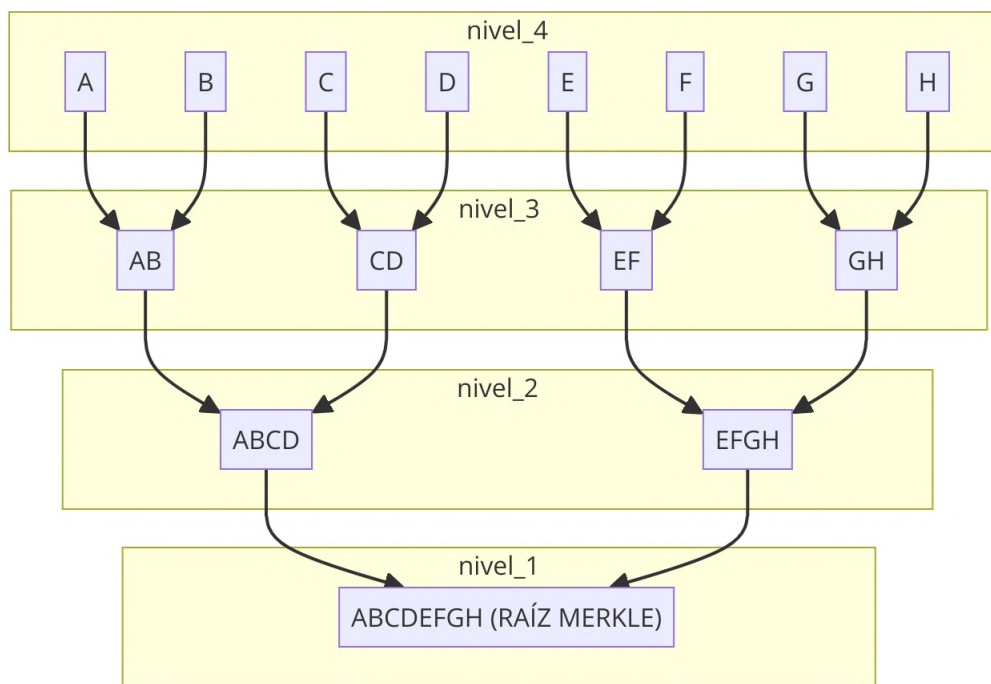 nivel_4
A B C D E F G H
nivel_3
AB CD EF GH
nivel_2
ABCD EFGH
nivel_1
ABCDEFGH (RAÍZ MERKLE)